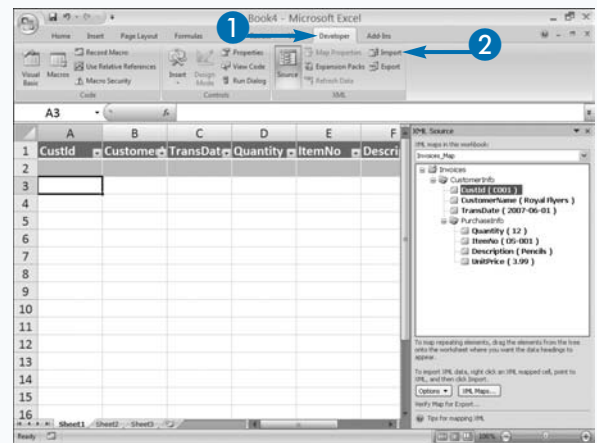 Book4 - Microsoft Excel
Home Insert Page Layout Formulas Developer Add-Ins
1
2
Visual Basic
Macros
Record Macro
Use Relative References
Macro Security
Code
Insert
Design Mode
Properties
View Code
Run Dialog
Controls
Source
Map Properties
Expansion Packs
Refresh Data
Import
Export
XML
A3
A B C D E F
1 CustId Customer TransDat Quantity ItemNo Descri
2
3
4
5
6
7
8
9
10
11
12
13
14
15
16
XML Source
XML maps in this workbook:
Invoices_Map
Invoices
CustomerInfo
CustId ( C001 )
CustomerName ( Royal Flyers )
TransDate ( 2007-06-01 )
PurchaseInfo
Quantity ( 12 )
ItemNo ( OS-001 )
Description ( Pencils )
UnitPrice ( 3.99 )
To map repeating elements, drag the elements from the tree
onto the worksheet where you want the data headings to
appear.
To import XML data, right click an XML mapped cell, point to
XML, and then click Import.
Options XML Maps...
Verify Map for Export...
Tips for mapping XML
Sheet1 Sheet2 Sheet3
Ready
100%